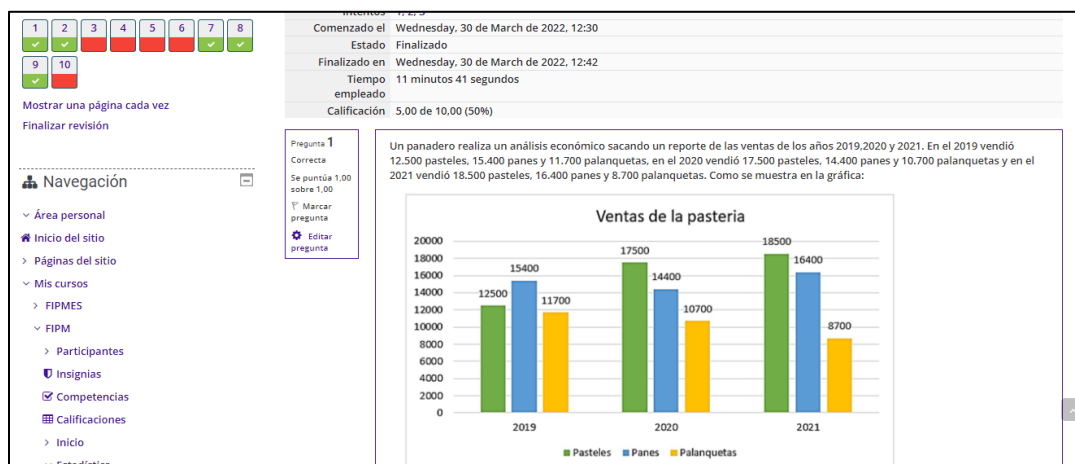 1 2 3 4 5 6 7 8
9 10
Mostrar una página cada vez
Finalizar revisión
Navegación
Área personal
Inicio del sitio
Páginas del sitio
Mis cursos
FIPMES
FIPM
Participantes
Insignias
Competencias
Calificaciones
Inicio
Estadística
Intentos 1, 2, 3
Comenzado el Wednesday, 30 de March de 2022, 12:30
Estado Finalizado
Finalizado en Wednesday, 30 de March de 2022, 12:42
Tiempo 11 minutos 41 segundos
empleado
Calificación 5,00 de 10,00 (50%)
Pregunta 1
Correcta
Se puntúa 1,00
sobre 1,00
Marcar
pregunta
Editar
pregunta
Un panadero realiza un análisis económico sacando un reporte de las ventas de los años 2019,2020 y 2021. En el 2019 vendió
12.500 pasteles, 15.400 panes y 11.700 palanquetas, en el 2020 vendió 17.500 pasteles, 14.400 panes y 10.700 palanquetas y en el
2021 vendió 18.500 pasteles, 16.400 panes y 8.700 palanquetas. Como se muestra en la gráfica:
Ventas de la pasteria
20000
18000
16000
14000
12000
10000
8000
6000
4000
2000
0
12500 15400 11700
17500 14400 10700
18500 16400 8700
2019 2020 2021
Pasteles Panes Palanquetas